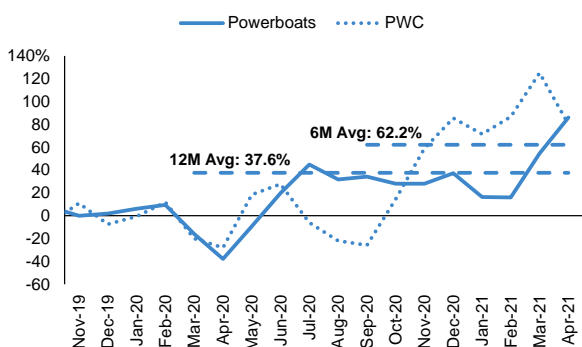 Powerboats PWC
140%
120
100
80
60
40
20
0
-20
-40
-60
6M Avg: 62.2%
12M Avg: 37.6%
Nov-19
Dec-19
Jan-20
Feb-20
Mar-20
Apr-20
May-20
Jun-20
Jul-20
Aug-20
Sep-20
Oct-20
Nov-20
Dec-20
Jan-21
Feb-21
Mar-21
Apr-21